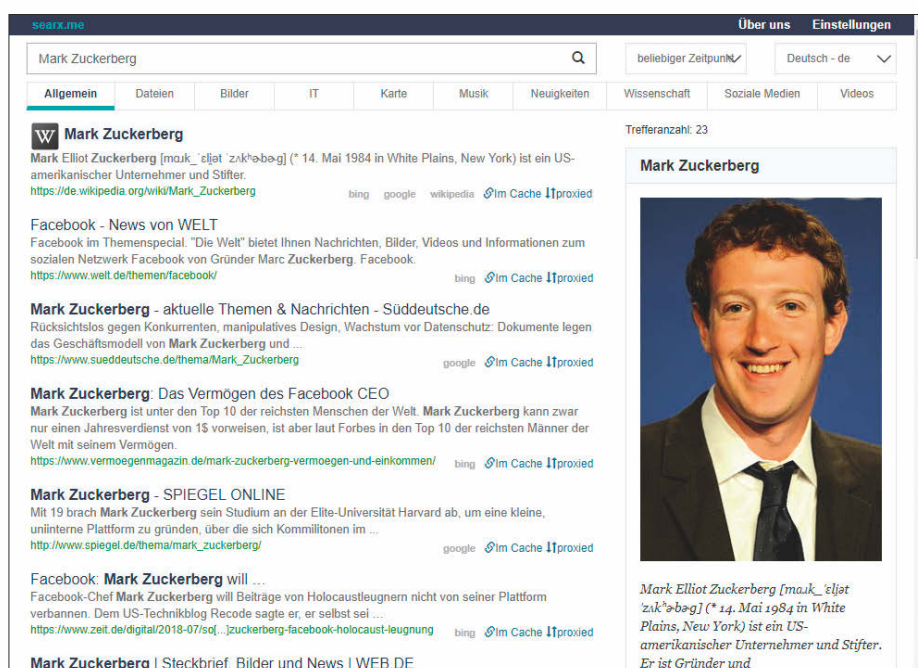 searx.me
Über uns Einstellungen
Mark Zuckerberg
beliebiger Zeitpunkt
Deutsch - de
Allgemein Dateien Bilder IT Karte Musik Neuigkeiten Wissenschaft Soziale Medien Videos
W Mark Zuckerberg
Mark Elliot Zuckerberg [mɑɹk_ˈɛljət ˈzʌkʰɚbɚg] (* 14. Mai 1984 in White Plains, New York) ist ein US-
amerikanischer Unternehmer und Stifter.
https://de.wikipedia.org/wiki/Mark_Zuckerberg
bing google wikipedia Im Cache proxied
Facebook - News von WELT
Facebook im Themenspecial. "Die Welt" bietet Ihnen Nachrichten, Bilder, Videos und Informationen zum
sozialen Netzwerk Facebook von Gründer Marc Zuckerberg. Facebook.
https://www.welt.de/themen/facebook/
bing Im Cache proxied
Mark Zuckerberg - aktuelle Themen & Nachrichten - Süddeutsche.de
Rücksichtslos gegen Konkurrenten, manipulatives Design, Wachstum vor Datenschutz: Dokumente legen
das Geschäftsmodell von Mark Zuckerberg und ...
https://www.sueddeutsche.de/thema/Mark_Zuckerberg
google Im Cache proxied
Mark Zuckerberg: Das Vermögen des Facebook CEO
Mark Zuckerberg ist unter den Top 10 der reichsten Menschen der Welt. Mark Zuckerberg kann zwar
nur einen Jahresverdienst von 1$ vorweisen, ist aber laut Forbes in den Top 10 der reichsten Männer der
Welt mit seinem Vermögen.
https://www.vermoegenmagazin.de/mark-zuckerberg-vermoegen-und-einkommen/
bing Im Cache proxied
Mark Zuckerberg - SPIEGEL ONLINE
Mit 19 brach Mark Zuckerberg sein Studium an der Elite-Universität Harvard ab, um eine kleine,
uniinterne Plattform zu gründen, über die sich Kommilitonen im ...
http://www.spiegel.de/thema/mark_zuckerberg/
google Im Cache proxied
Facebook: Mark Zuckerberg will ...
Facebook-Chef Mark Zuckerberg will Beiträge von Holocaustleugnern nicht von seiner Plattform
verbannen. Dem US-Technikblog Recode sagte er, er selbst sei ...
https://www.zeit.de/digital/2018-07/so[...]zuckerberg-facebook-holocaust-leugnung
bing Im Cache proxied
Mark Zuckerberg | Steckbrief, Bilder und News | WEB.DE
Trefferanzahl: 23
Mark Zuckerberg
Mark Elliot Zuckerberg [mɑɹk_ˈɛljət
ˈzʌkʰɚbɚg] (* 14. Mai 1984 in White
Plains, New York) ist ein US-
amerikanischer Unternehmer und Stifter.
Er ist Gründer und